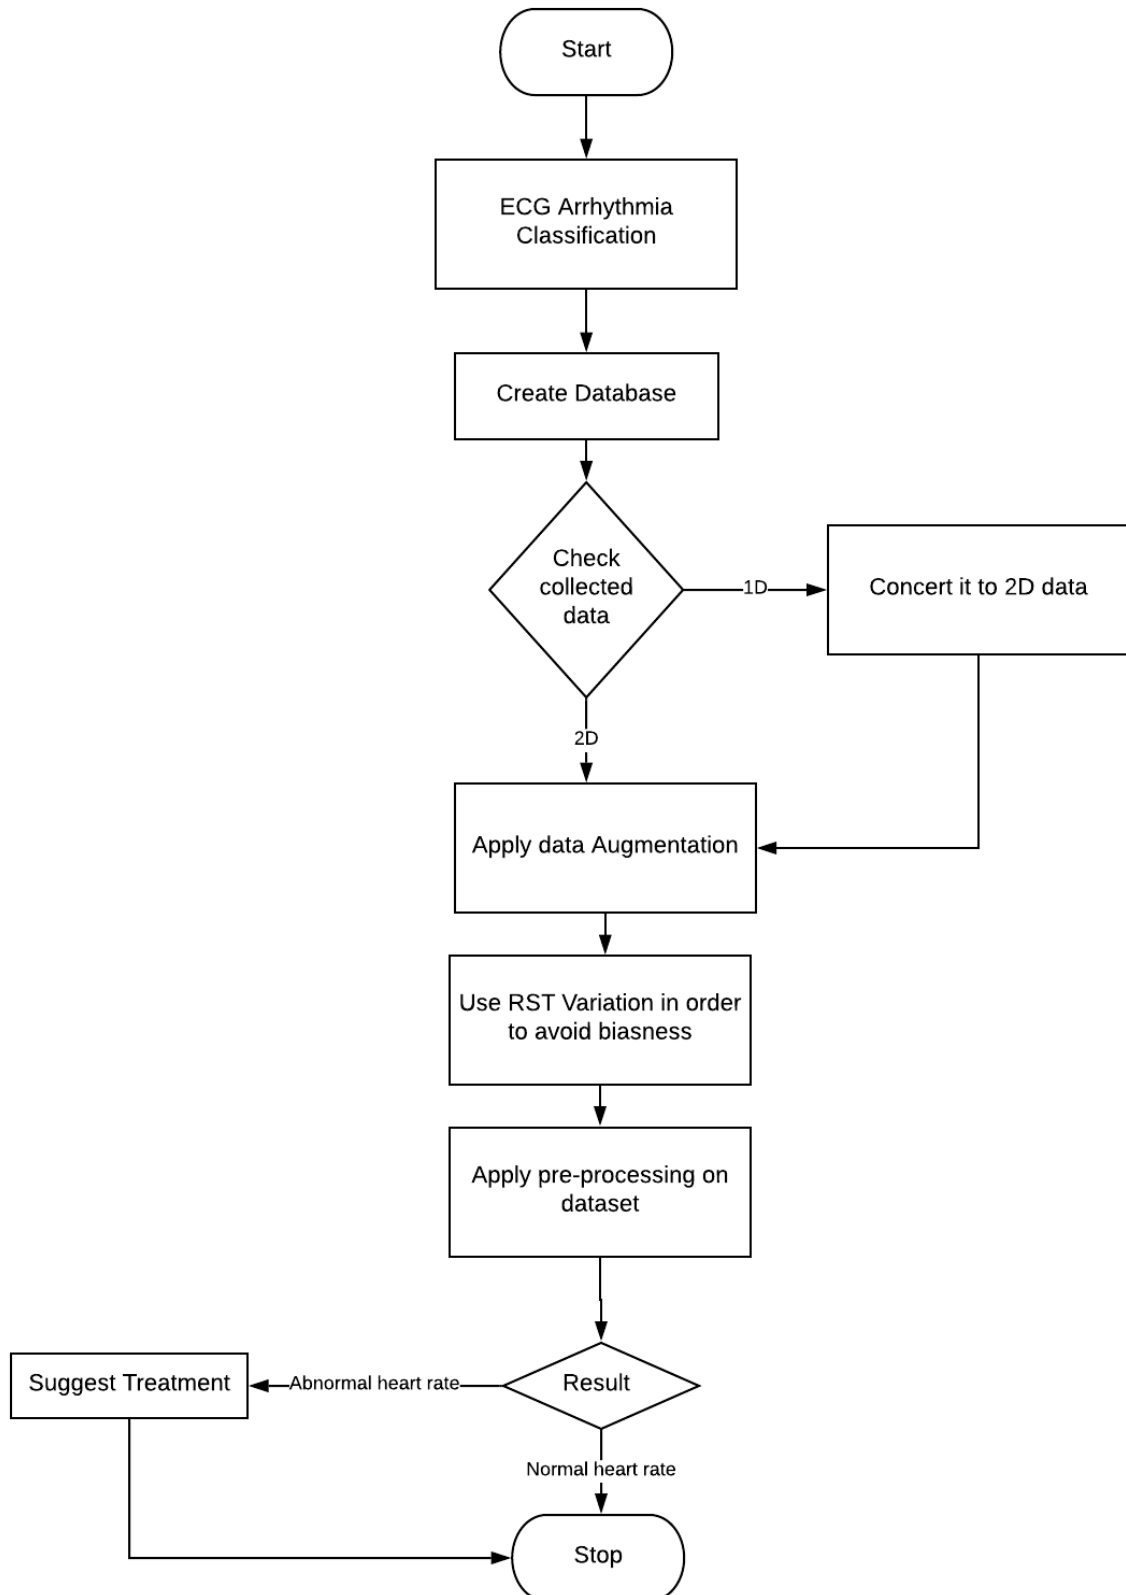 Start
ECG Arrhythmia
Classification
Create Database
Check
collected
data
1D
Concert it to 2D data
2D
Apply data Augmentation
Use RST Variation in order
to avoid biasness
Apply pre-processing on
dataset
Suggest Treatment
Abnormal heart rate
Result
Normal heart rate
Stop